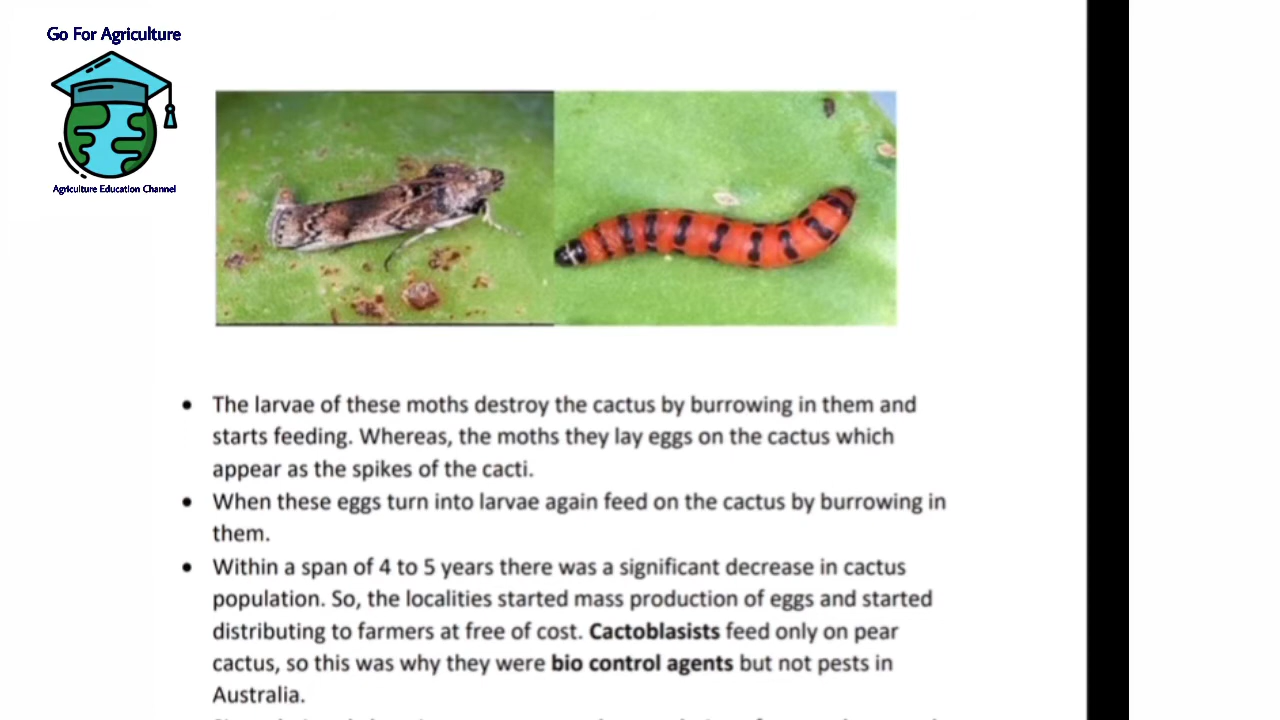 Go For Agriculture
Agriculture Education Channel
• The larvae of these moths destroy the cactus by burrowing in them and
starts feeding. Whereas, the moths they lay eggs on the cactus which
appear as the spikes of the cacti.
• When these eggs turn into larvae again feed on the cactus by burrowing in
them.
• Within a span of 4 to 5 years there was a significant decrease in cactus
population. So, the localities started mass production of eggs and started
distributing to farmers at free of cost. Cactoblasists feed only on pear
cactus, so this was why they were bio control agents but not pests in
Australia.